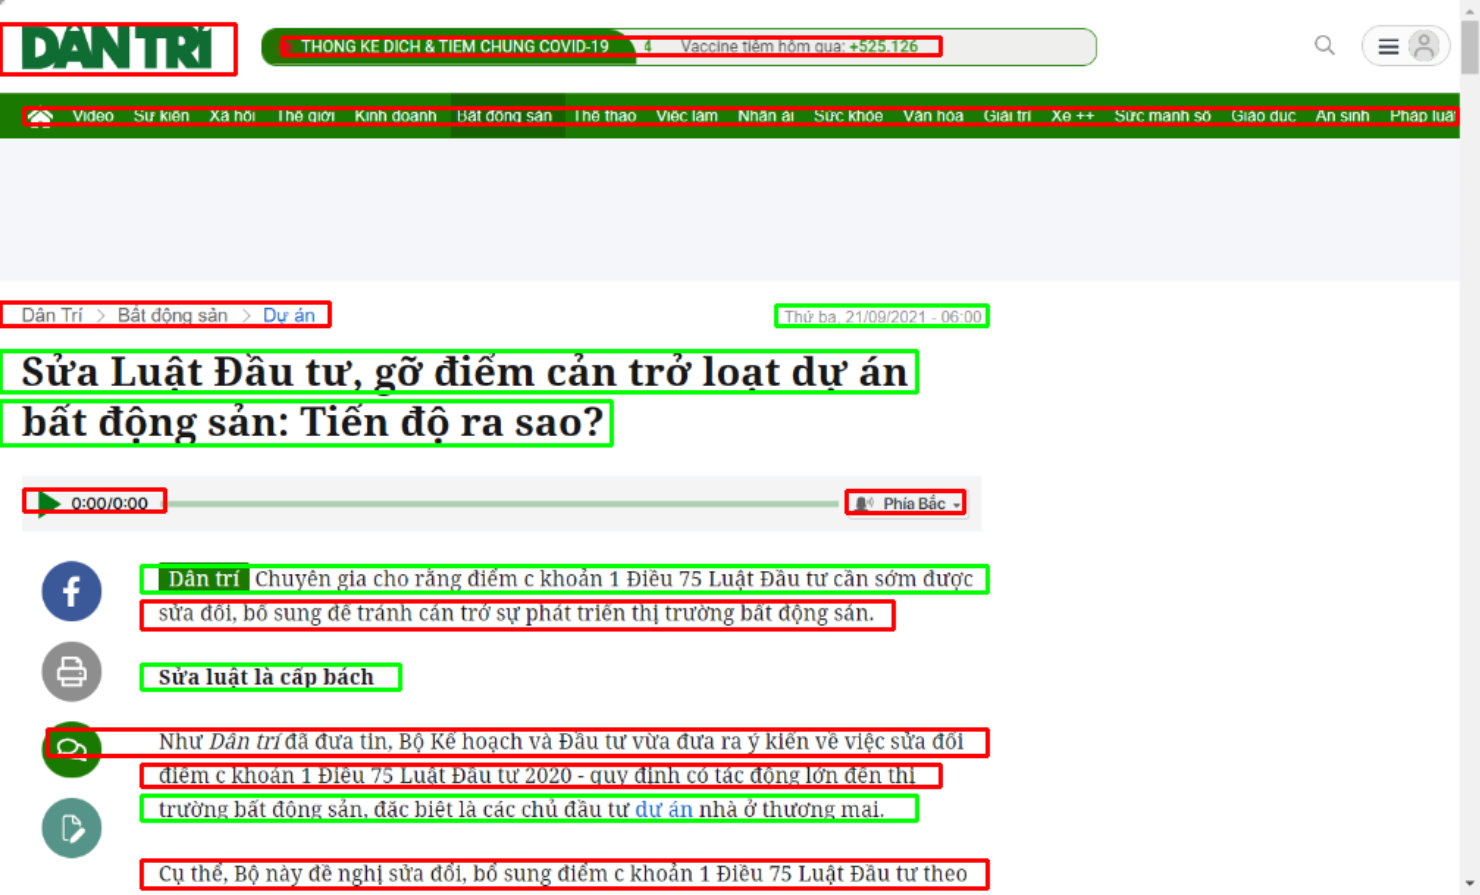 DÂN TRÍ
THỐNG KÊ DỊCH & TIÊM CHỦNG COVID-19 4 Vaccine tiêm hôm qua: +525.126
Video Sự kiện Xã hội Thế giới Kinh doanh Bất động sản Thể thao Việc làm Nhân ái Sức khỏe Văn hóa Giải trí Xe ++ Sức mạnh số Giáo dục An sinh Pháp luật
Dân Trí > Bất động sản > Dự án
Thứ ba, 21/09/2021 - 06:00
Sửa Luật Đầu tư, gỡ điểm cản trở loạt dự án
bất động sản: Tiến độ ra sao?
0:00/0:00 Phía Bắc
Dân trí Chuyên gia cho rằng điểm c khoản 1 Điều 75 Luật Đầu tư cần sớm được
sửa đổi, bổ sung để tránh cản trở sự phát triển thị trường bất động sản.
Sửa luật là cấp bách
Như Dân trí đã đưa tin, Bộ Kế hoạch và Đầu tư vừa đưa ra ý kiến về việc sửa đổi
điểm c khoản 1 Điều 75 Luật Đầu tư 2020 - quy định có tác động lớn đến thị
trường bất động sản, đặc biệt là các chủ đầu tư dự án nhà ở thương mại.
Cụ thể, Bộ này đề nghị sửa đổi, bổ sung điểm c khoản 1 Điều 75 Luật Đầu tư theo